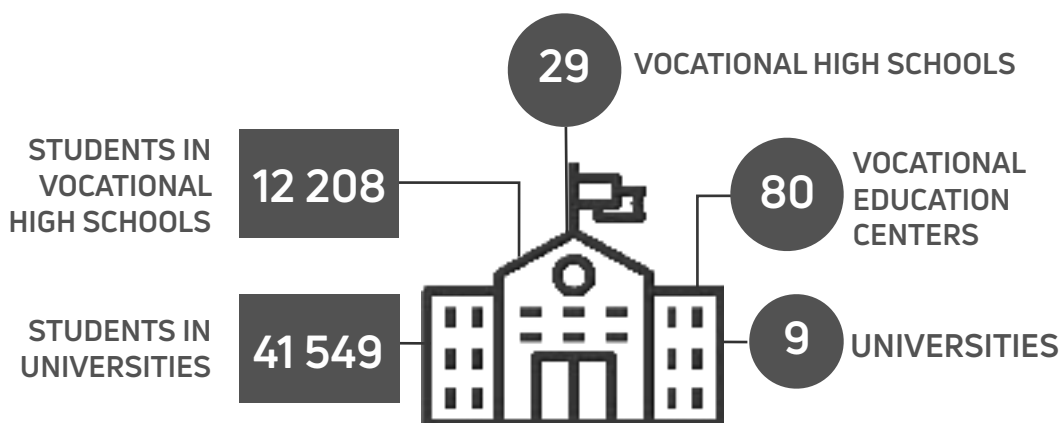 29
VOCATIONAL HIGH SCHOOLS
STUDENTS IN
VOCATIONAL
HIGH SCHOOLS
12 208
80
VOCATIONAL
EDUCATION
CENTERS
STUDENTS IN
UNIVERSITIES
41 549
9
UNIVERSITIES